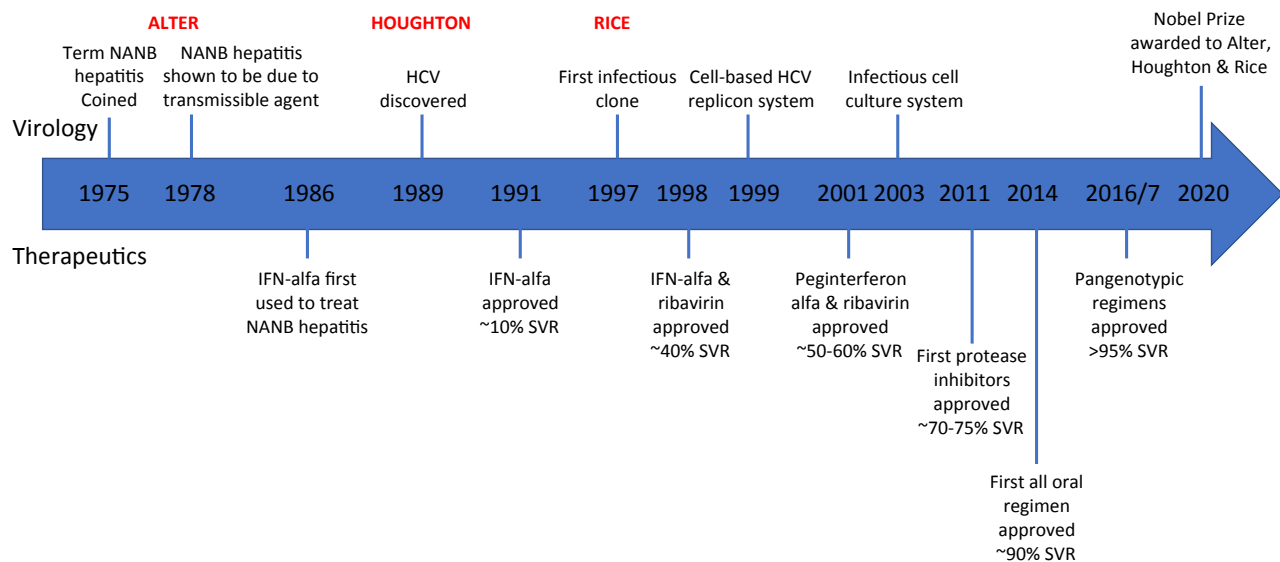 ALTER
HOUGHTON
RICE
Term NANB
hepatitis
Coined
NANB hepatitis
shown to be due to
transmissible agent
HCV
discovered
First infectious
clone
Cell-based HCV
replicon system
Infectious cell
culture system
Nobel Prize
awarded to Alter,
Houghton & Rice
Virology
1975
1978
1986
1989
1991
1997
1998
1999
2001
2003
2011
2014
2016/7
2020
Therapeutics
IFN-alfa first
used to treat
NANB hepatitis
IFN-alfa
approved
~10% SVR
IFN-alfa &
ribavirin
approved
~40% SVR
Peginterferon
alfa & ribavirin
approved
~50-60% SVR
First protease
inhibitors
approved
~70-75% SVR
First all oral
regimen
approved
~90% SVR
Pangenotypic
regimens
approved
>95% SVR